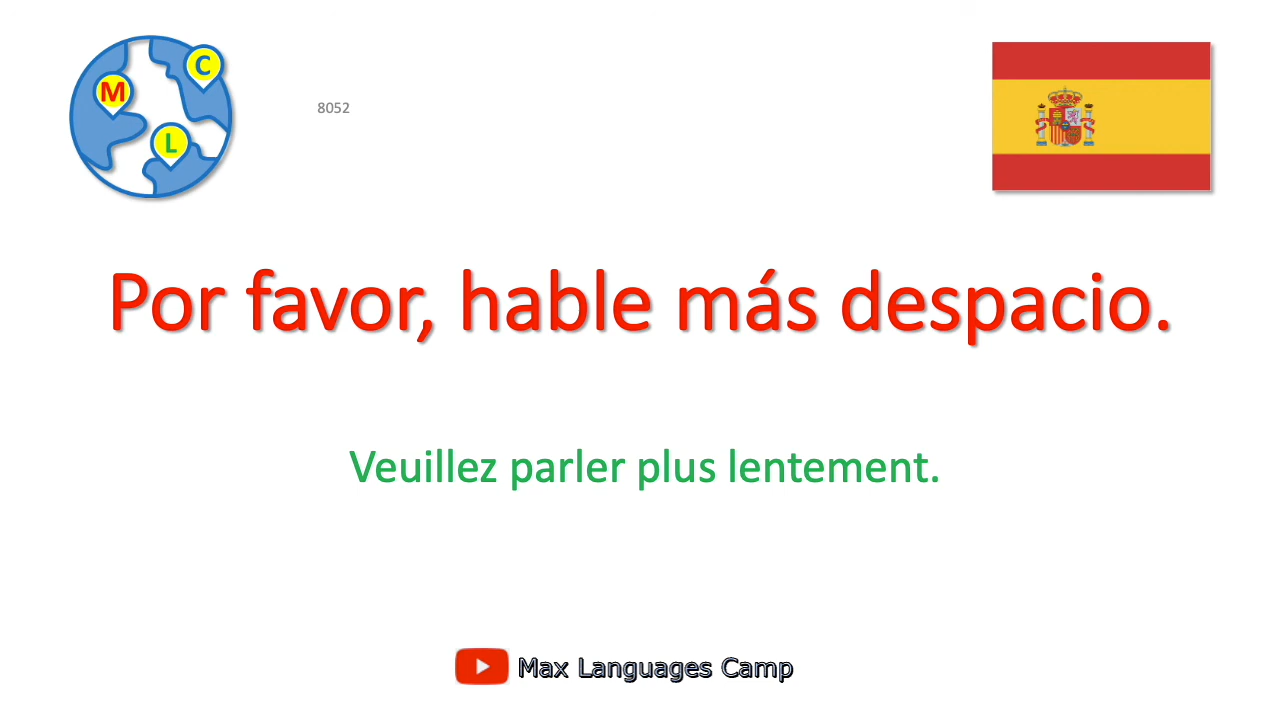 C
M
L
8052
Por favor, hable más despacio.
Veuillez parler plus lentement.
Max Languages Camp